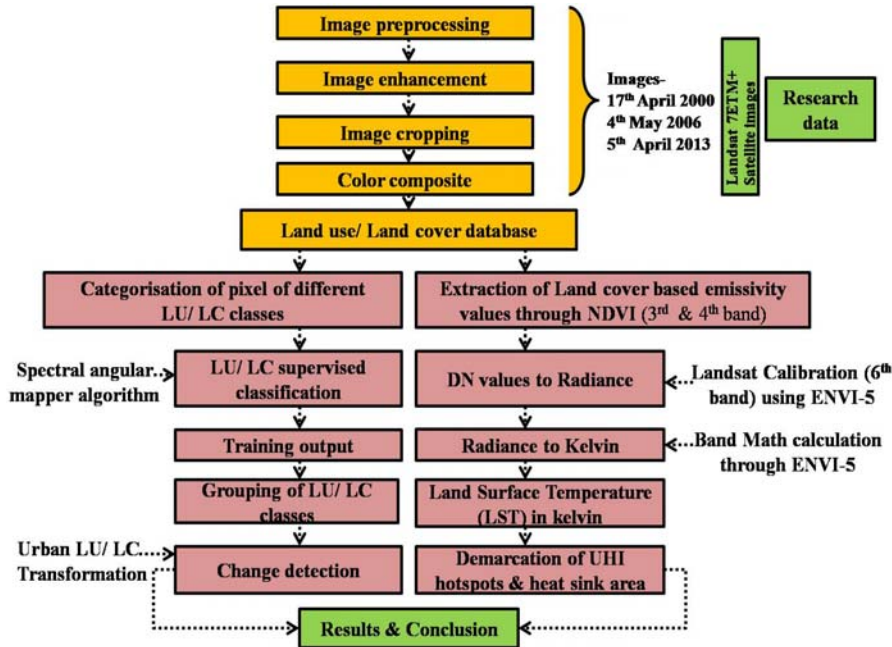 Image preprocessing
Image enhancement
Image cropping
Color composite
Images-
17th April 2000
4th May 2006
5th April 2013
Landsat 7ETM+
Satellite Images
Research
data
Land use/ Land cover database
Categorisation of pixel of different
LU/ LC classes
Extraction of Land cover based emissivity
values through NDVI (3rd & 4th band)
Spectral angular
mapper algorithm
LU/ LC supervised
classification
DN values to Radiance
Landsat Calibration (6th
band) using ENVI-5
Training output
Radiance to Kelvin
Band Math calculation
through ENVI-5
Grouping of LU/ LC
classes
Land Surface Temperature
(LST) in kelvin
Urban LU/ LC
Transformation
Change detection
Demarcation of UHI
hotspots & heat sink area
Results & Conclusion